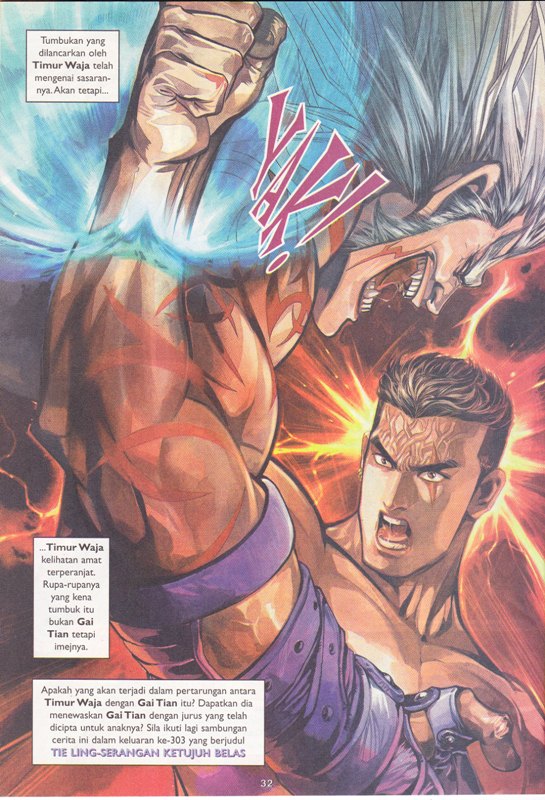 Tumbukan yang
dilancarkan oleh
Timur Waja telah
mengenai sasaran-
nya. Akan tetapi...
YAK!
YAK!
...Timur Waja
kelihatan amat
terperanjat.
Rupa-rupanya
yang kena
tumbuk itu
bukan Gai
Tian tetapi
imejnya.
Apakah yang akan terjadi dalam pertarungan antara
Timur Waja dengan Gai Tian itu? Dapatkan dia
menewaskan Gai Tian dengan jurus yang telah
dicipta untuk anaknya? Sila ikuti lagi sambungan
cerita ini dalam keluaran ke-303 yang berjudul
TIE LING-SERANGAN KETUJUH BELAS
32